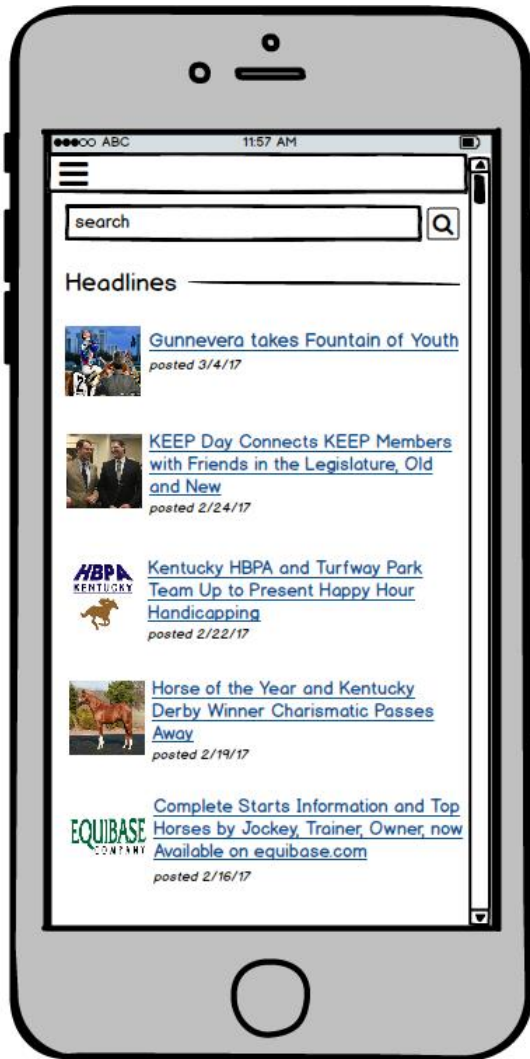 ABC 11:57 AM
search
Headlines
Gunnevera takes Fountain of Youth
posted 3/4/17
KEEP Day Connects KEEP Members
with Friends in the Legislature, Old
and New
posted 2/24/17
HBPA
KENTUCKY
Kentucky HBPA and Turfway Park
Team Up to Present Happy Hour
Handicapping
posted 2/22/17
Horse of the Year and Kentucky
Derby Winner Charismatic Passes
Away
posted 2/19/17
EQUIBASE
COMPANY
Complete Starts Information and Top
Horses by Jockey, Trainer, Owner, now
Available on equibase.com
posted 2/16/17